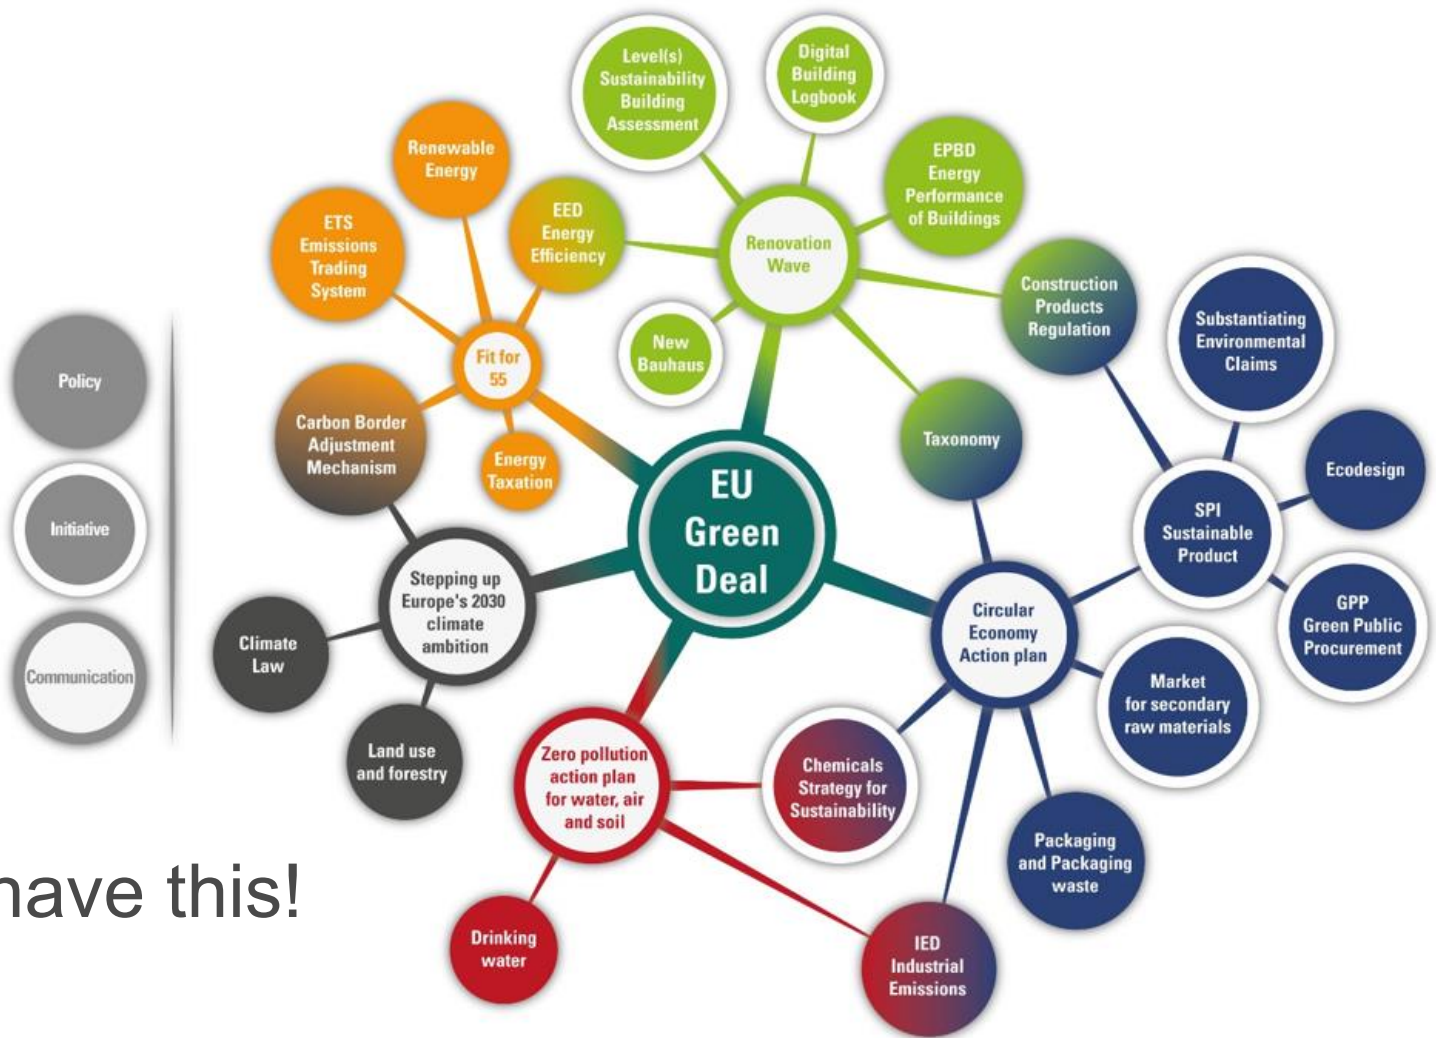 Level(s)
Sustainability
Building
Assessment
Digital
Building
Logbook
Renewable
Energy
EPBD
Energy
Performance
of Buildings
ETS
Emissions
Trading
System
EED
Energy
Efficiency
Renovation
Wave
Construction
Products
Regulation
Substantiating
Environmental
Claims
Policy
Fit for
55
New
Bauhaus
Carbon Border
Adjustment
Mechanism
Energy
Taxation
Taxonomy
Ecodesign
EU
Green
Deal
Initiative
SPI
Sustainable
Product
Stepping up
Europe's 2030
climate
ambition
Circular
Economy
Action plan
GPP
Green Public
Procurement
Climate
Law
Communication
Market
for secondary
raw materials
Land use
and forestry
Zero pollution
action plan
for water, air
and soil
Chemicals
Strategy for
Sustainability
Packaging
and Packaging
waste
have this!
Drinking
water
IED
Industrial
Emissions